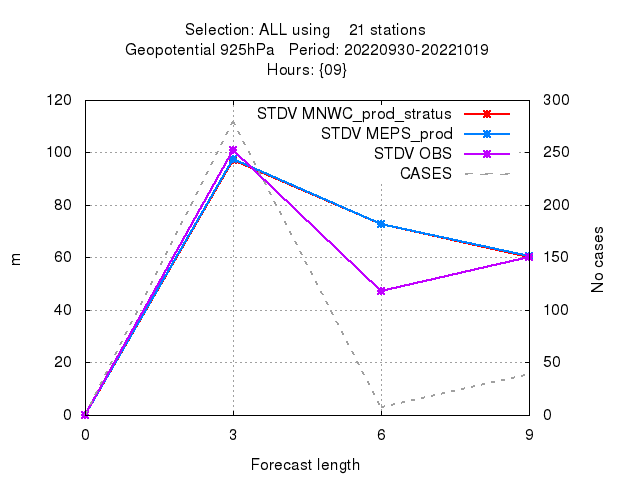 Selection: ALL using    21 stations
Geopotential 925hPa   Period: 20220930-20221019
Hours: {09}
120
100
80
60
40
20
0
300
250
200
150
100
50
0
STDV MNWC_prod_stratus
STDV MEPS_prod
STDV OBS
CASES
m
No cases
0
3
6
9
Forecast length